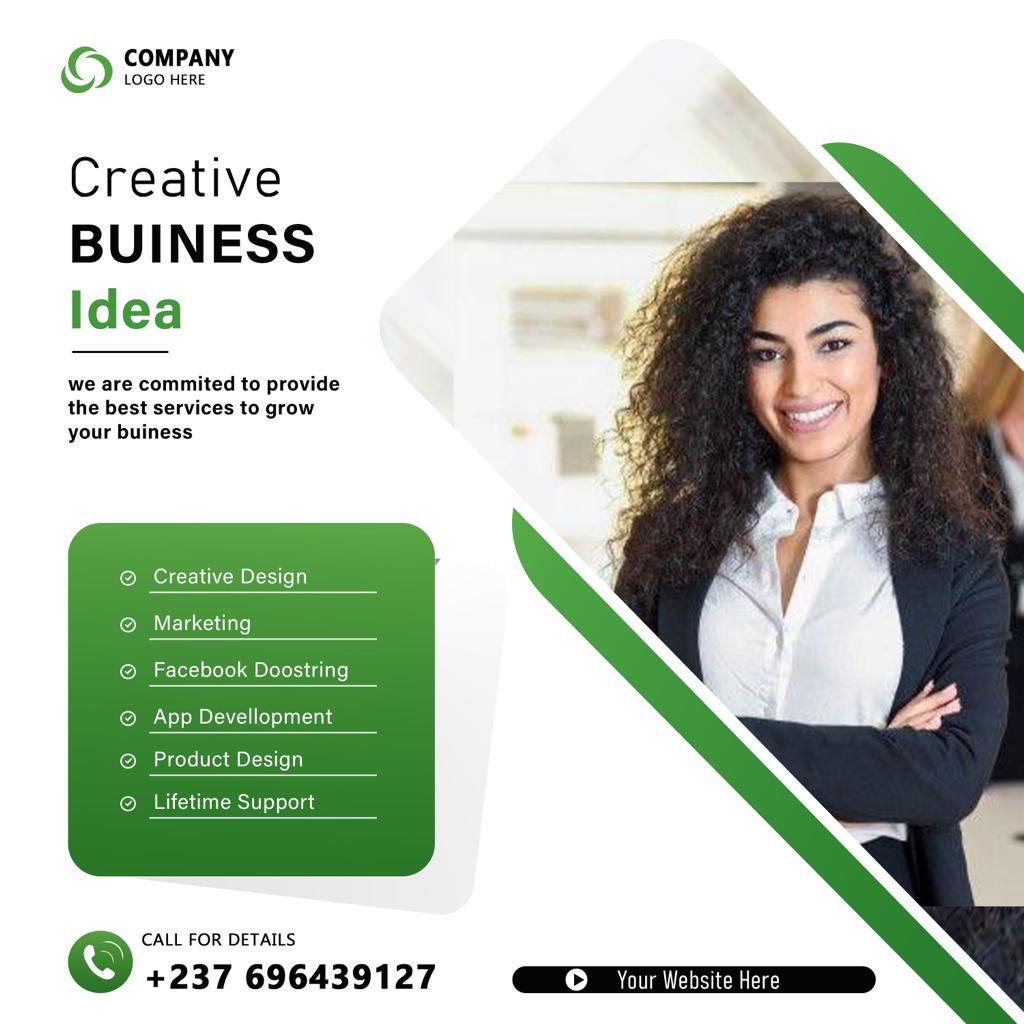 COMPANY
LOGO HERE
Creative
BUINESS
Idea
we are commited to provide
the best services to grow
your buiness
Creative Design
Marketing
Facebook Doostring
App Devellopment
Product Design
Lifetime Support
CALL FOR DETAILS
+237 696439127
Your Website Here